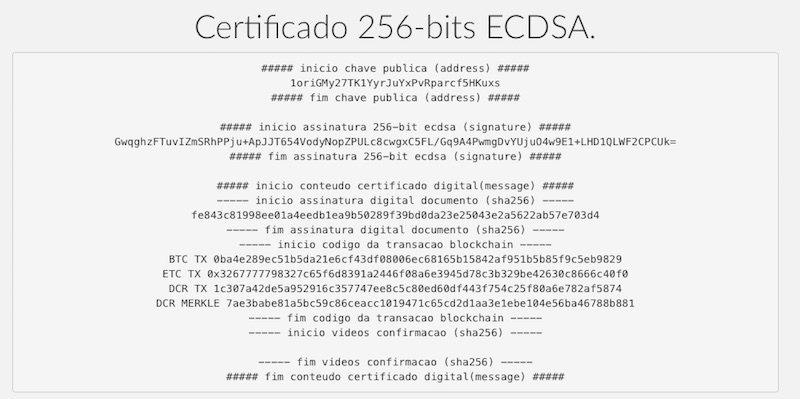 Certificado 256-bits ECDSA.
##### inicio chave publica (address) #####
1oriGMy27TK1YyrJuYxPvRparcf5HKuxs
##### fim chave publica (address) #####
##### inicio assinatura 256-bit ecdsa (signature) #####
GwqghzFTuvIZmSRhPPju+ApJJT654VodyNopZPULc8cwgxC5FL/Gq9A4PwmgDvYUjuO4w9E1+LHD1QLWF2CPCUk=
##### fim assinatura 256-bit ecdsa (signature) #####
##### inicio conteudo certificado digital(message) #####
----- inicio assinatura digital documento (sha256) -----
fe843c81998ee01a4eedb1ea9b50289f39bd0da23e25043e2a5622ab57e703d4
----- fim assinatura digital documento (sha256) -----
----- inicio codigo da transacao blockchain -----
BTC TX 0ba4e289ec51b5da21e6cf43df08006ec68165b15842af951b5b85f9c5eb9829
ETC TX 0x3267777798327c65f6d8391a2446f08a6e3945d78c3b329be42630c8666c40f0
DCR TX 1c307a42de5a952916c357747ee8c5c80ed60df443f754c25f80a6e782af5874
DCR MERKLE 7ae3babe81a5bc59c86ceacc1019471c65cd2d1aa3e1ebe104e56ba46788b881
----- fim codigo da transacao blockchain -----
----- inicio videos confirmacao (sha256) -----
----- fim videos confirmacao (sha256) -----
##### fim conteudo certificado digital(message) #####